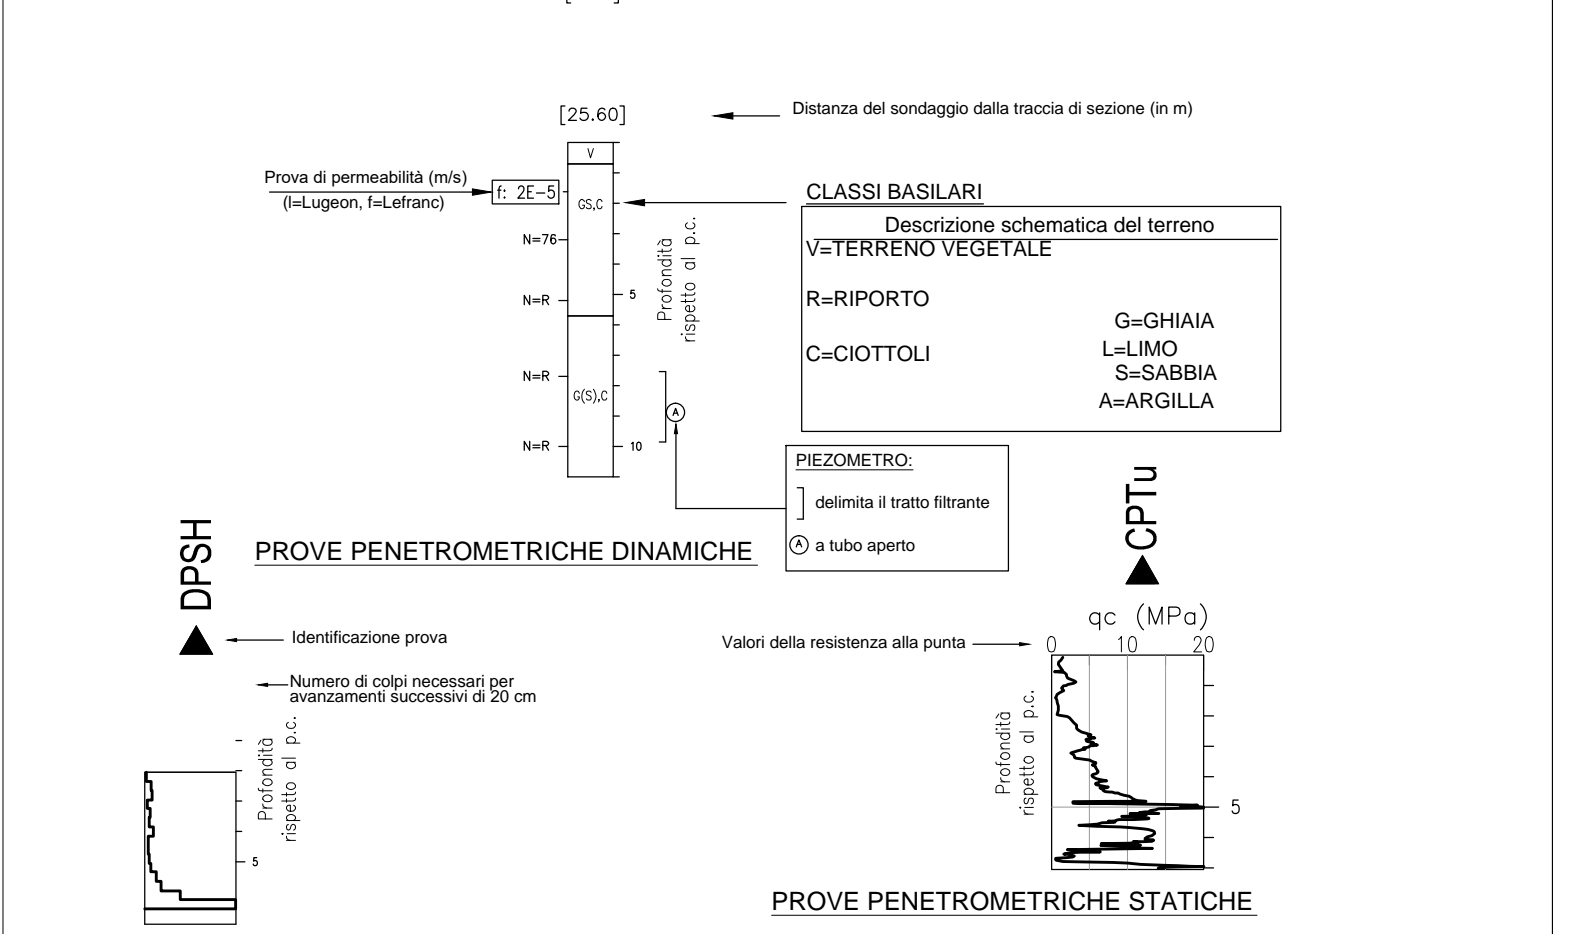 [25.60]
Distanza del sondaggio dalla traccia di sezione (in m)
V
Prova di permeabilità (m/s)
(l=Lugeon, f=Lefranc)
f: 2E-5
GS,C
N=76
N=R
5
Profondità
rispetto al p.c.
N=R
G(S),C
N=R
10
A
CLASSI BASILARI
Descrizione schematica del terreno
V=TERRENO VEGETALE
R=RIPORTO
G=GHIAIA
C=CIOTTOLI
L=LIMO
S=SABBIA
A=ARGILLA
PIEZOMETRO:
delimita il tratto filtrante
A a tubo aperto
DPSH
PROVE PENETROMETRICHE DINAMICHE
Identificazione prova
Numero di colpi necessari per
avanzamenti successivi di 20 cm
Profondità
rispetto al p.c.
5
CPTu
qc (MPa)
Valori della resistenza alla punta
0 10 20
Profondità
rispetto al p.c.
5
PROVE PENETROMETRICHE STATICHE